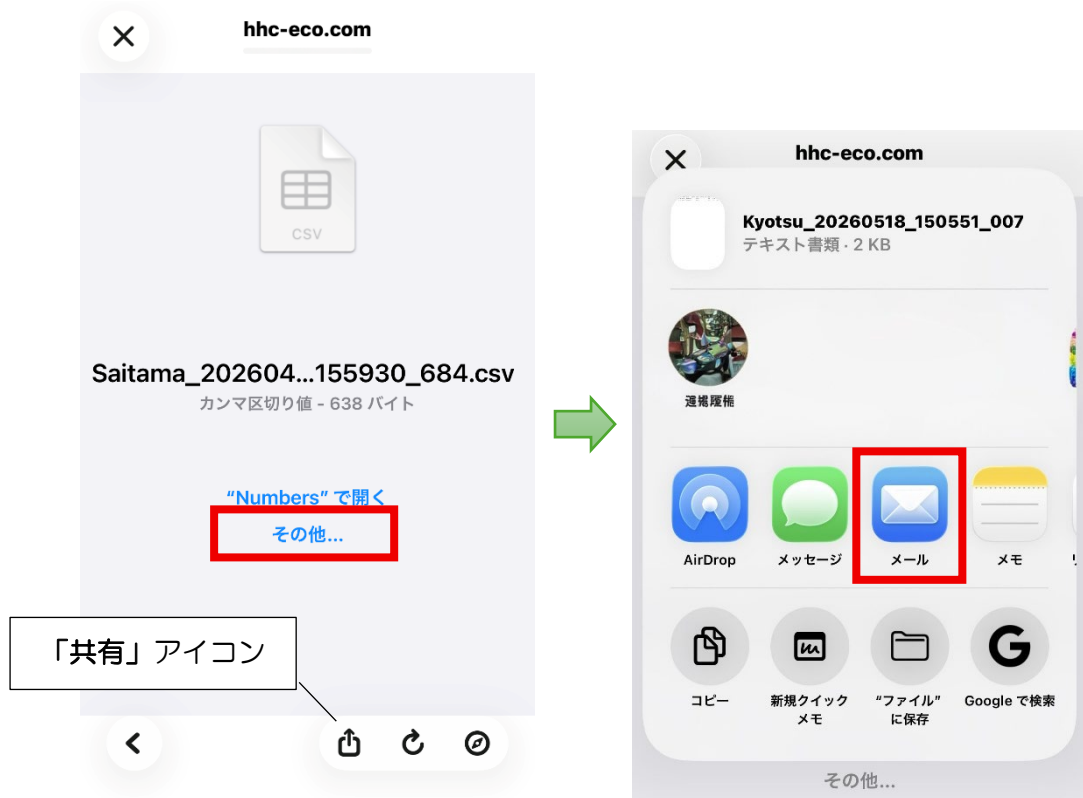 hhc-eco.com
CSV
Saitama_202604...155930_684.csv
カンマ区切り値 - 638 バイト
“Numbers” で開く
その他...
「共有」アイコン
hhc-eco.com
Kyotsu_20260518_150551_007
テキスト書類 · 2 KB
AirDrop
メッセージ
メール
メモ
コピー
新規クイック
メモ
“ファイル”
に保存
Google で検索
その他...